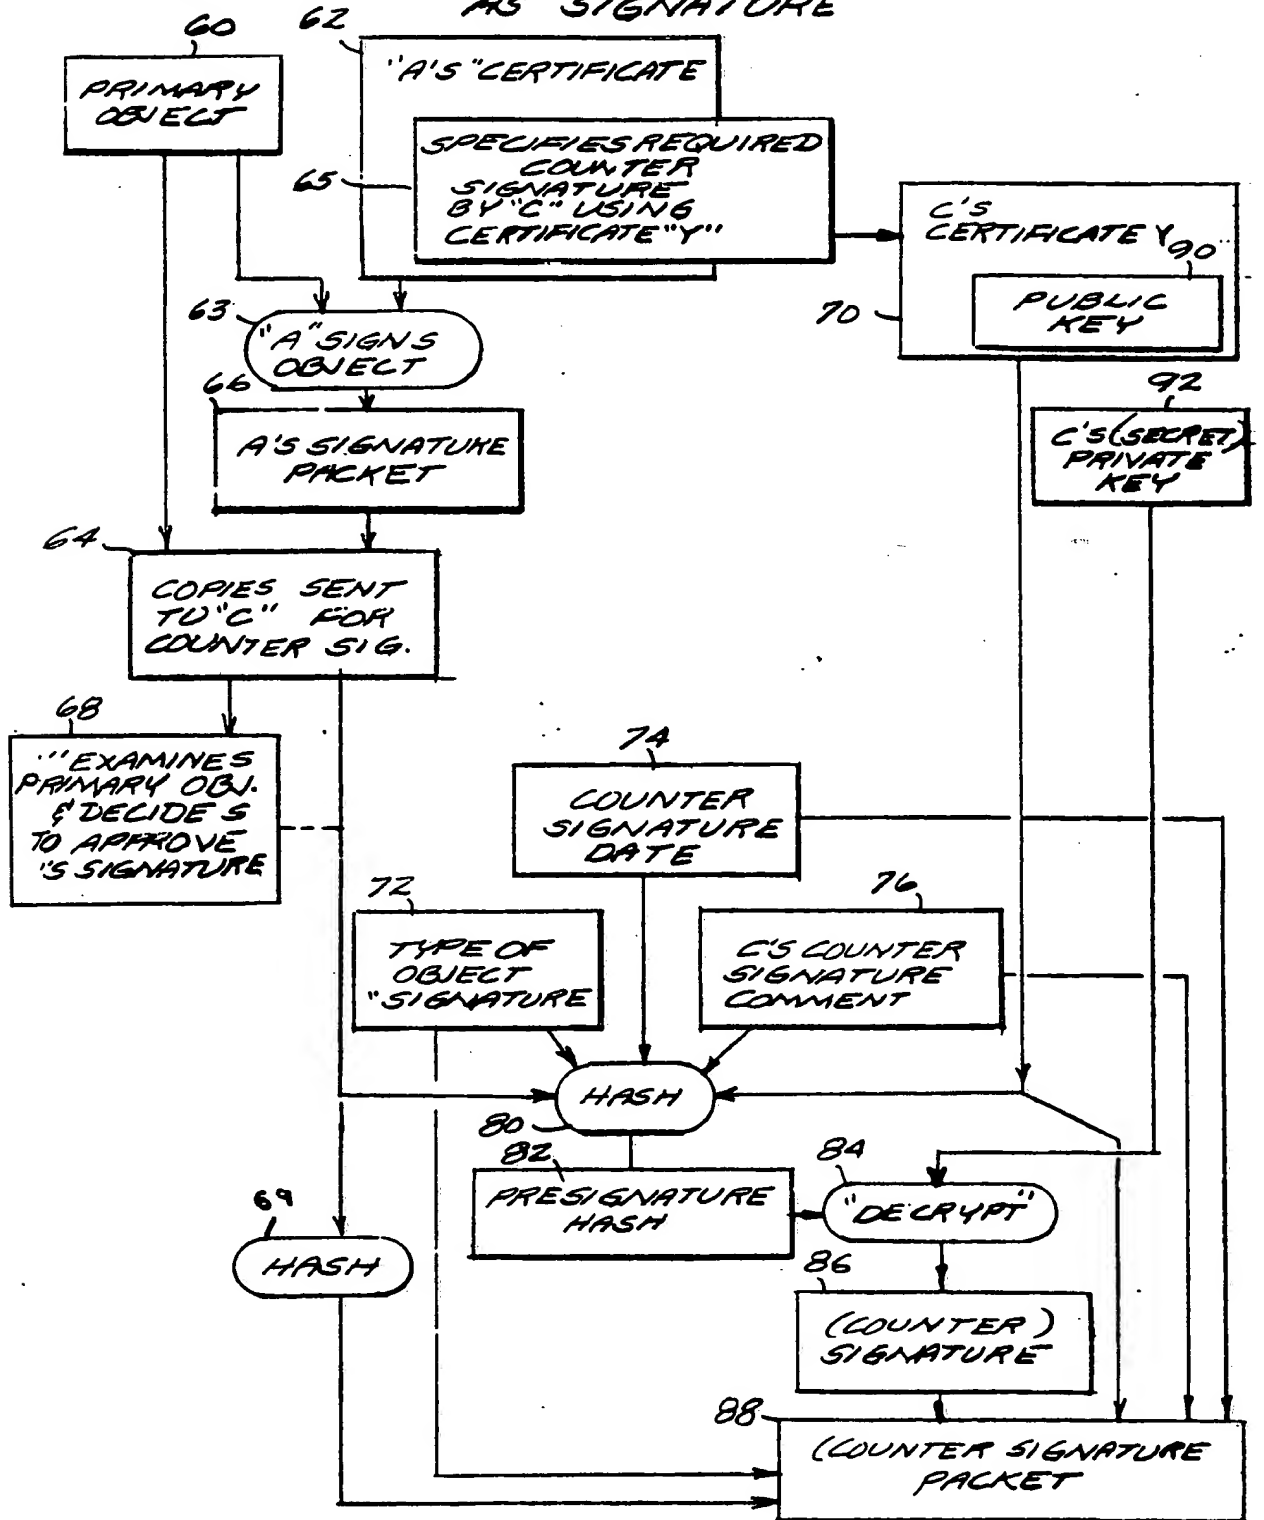 AS SIGNATURE
60
PRIMARY
OBJECT
62
"A'S" CERTIFICATE
65
SPECIFIES REQUIRED
COUNTER
SIGNATURE
BY "C" USING
CERTIFICATE "Y"
C'S
CERTIFICATE Y
90
70
PUBLIC
KEY
63
"A" SIGNS
OBJECT
66
A'S SIGNATURE
PACKET
92
C'S (SECRET)
PRIVATE
KEY
64
COPIES SENT
TO "C" FOR
COUNTER SIG.
68
"EXAMINES
PRIMARY OBJ.
& DECIDES
TO APPROVE
"S SIGNATURE
74
COUNTER
SIGNATURE
DATE
72
TYPE OF
OBJECT
"SIGNATURE
76
C'S COUNTER
SIGNATURE
COMMENT
HASH
80
82
PRESIGNATURE
HASH
84
"DECRYPT"
69
HASH
86
(COUNTER)
SIGNATURE
88
(COUNTER SIGNATURE
PACKET